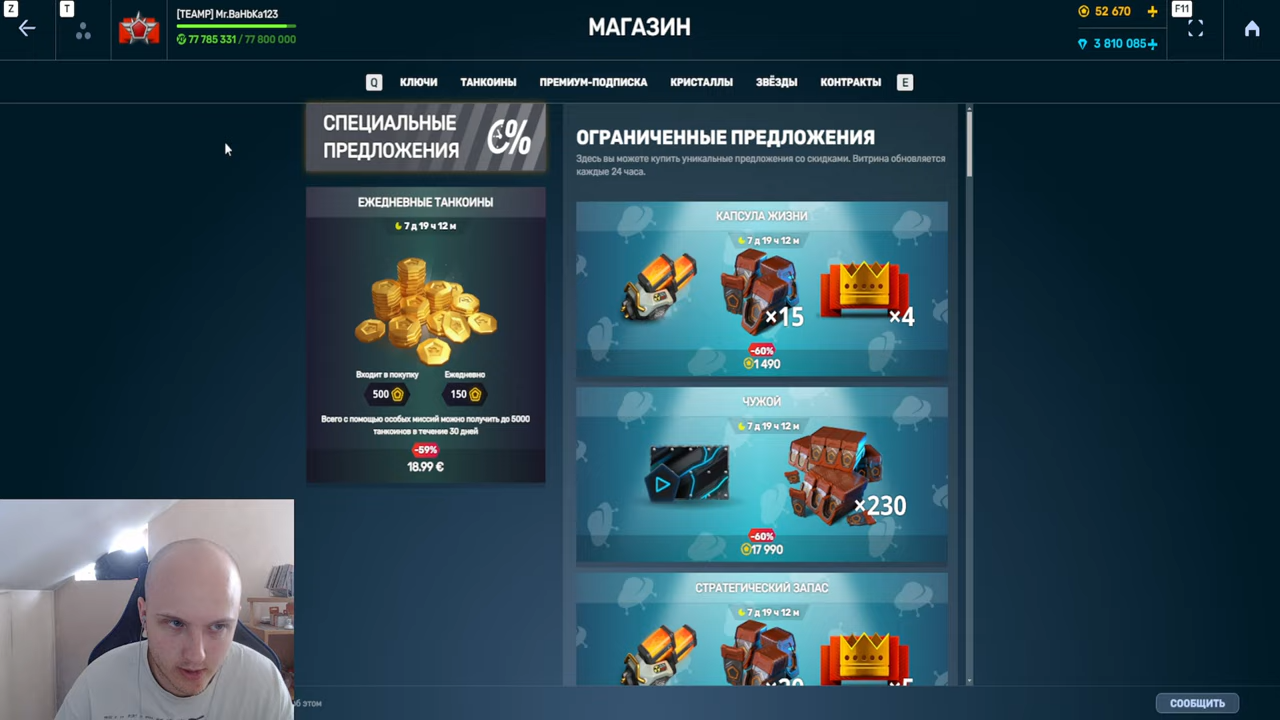 Z
T
[TEAMP] Mr.BaHbKa123
77 785 331 / 77 800 000
МАГАЗИН
52 670
3 810 085
F11
Q
КЛЮЧИ
ТАНКОИНЫ
ПРЕМИУМ-ПОДПИСКА
КРИСТАЛЛЫ
ЗВЁЗДЫ
КОНТРАКТЫ
E
СПЕЦИАЛЬНЫЕ
ПРЕДЛОЖЕНИЯ
%
ЕЖЕДНЕВНЫЕ ТАНКОИНЫ
7 д 19 ч 12 м
Входит в покупку
Ежедневно
500
150
Всего с помощью особых миссий можно получить до 5000
танкоинов в течение 30 дней
-59%
18.99 €
ОГРАНИЧЕННЫЕ ПРЕДЛОЖЕНИЯ
Здесь вы можете купить уникальные предложения со скидками. Витрина обновляется
каждые 24 часа.
КАПСУЛА ЖИЗНИ
7 д 19 ч 12 м
×15
×4
-60%
1 490
ЧУЖОЙ
7 д 19 ч 12 м
×230
-60%
17 990
СТРАТЕГИЧЕСКИЙ ЗАПАС
7 д 19 ч 12 м
об этом
СООБЩИТЬ